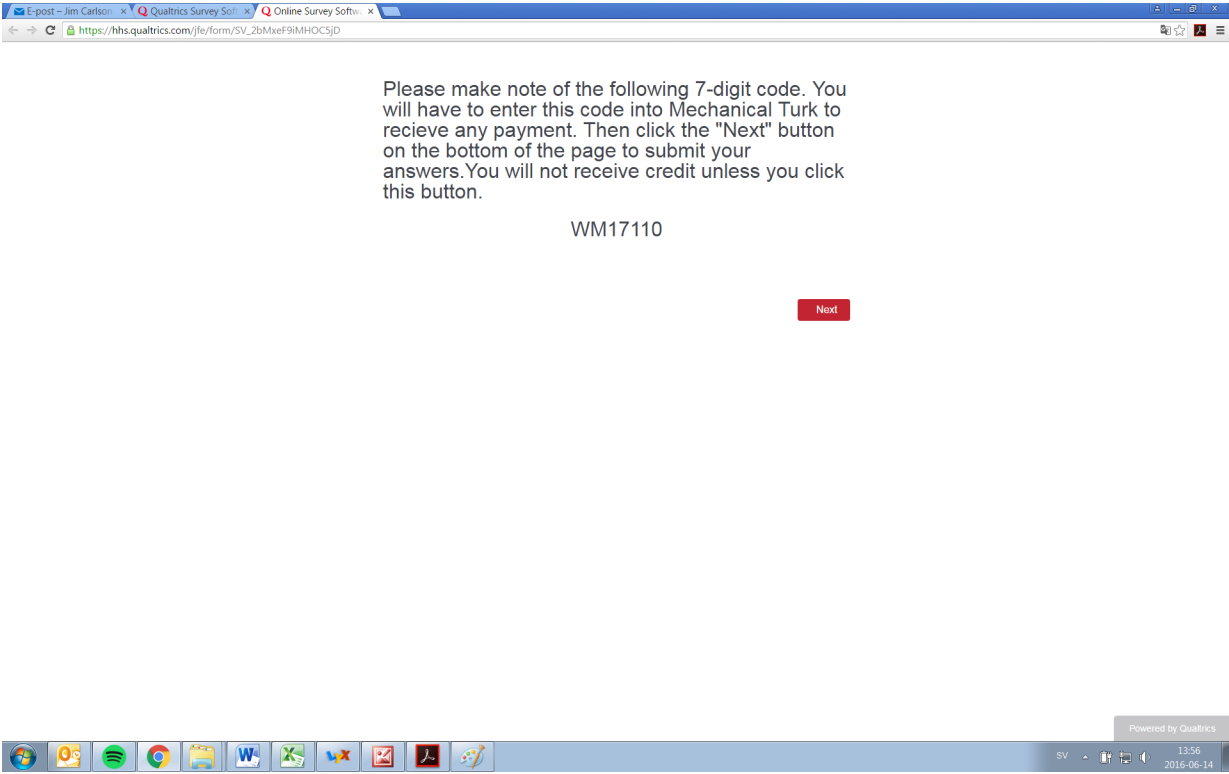 E-post – Jim Carlson
Qualtrics Survey Soft
Online Survey Softw
https://hhs.qualtrics.com/jfe/form/SV_2bMxeF9iMHOC5jD
Please make note of the following 7-digit code. You
will have to enter this code into Mechanical Turk to
recieve any payment. Then click the "Next" button
on the bottom of the page to submit your
answers.You will not receive credit unless you click
this button.
WM17110
Next
Powered by Qualtrics
SV
13:56
2016-06-14